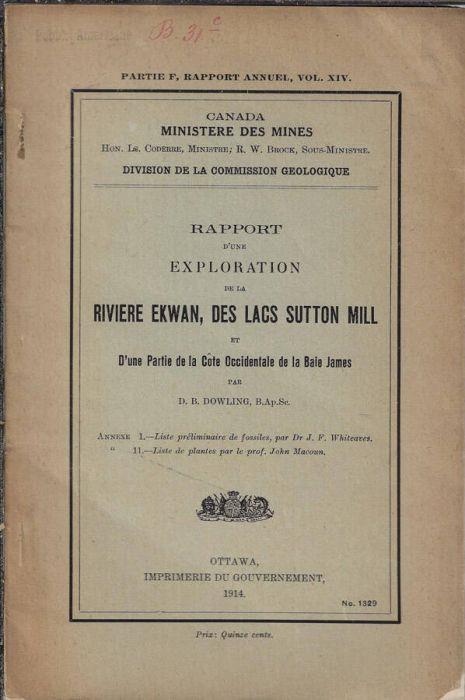 B. 31 c
PARTIE F, RAPPORT ANNUEL, VOL. XIV.
CANADA
MINISTERE DES MINES
HON. LS. CODERRE, MINISTRE; R. W. BROCK, SOUS-MINISTRE.
DIVISION DE LA COMMISSION GEOLOGIQUE
RAPPORT
D'UNE
EXPLORATION
DE LA
RIVIERE EKWAN, DES LACS SUTTON MILL
ET
D'une Partie de la Côte Occidentale de la Baie James
PAR
D. B. DOWLING, B.Ap.Sc.
ANNEXE 1.—Liste préliminaire de fossiles, par Dr J. F. Whiteaves.
" 11.—Liste de plantes par le prof. John Macoun.
OTTAWA,
IMPRIMERIE DU GOUVERNEMENT,
1914.
No. 1329
Prix: Quinze cents.